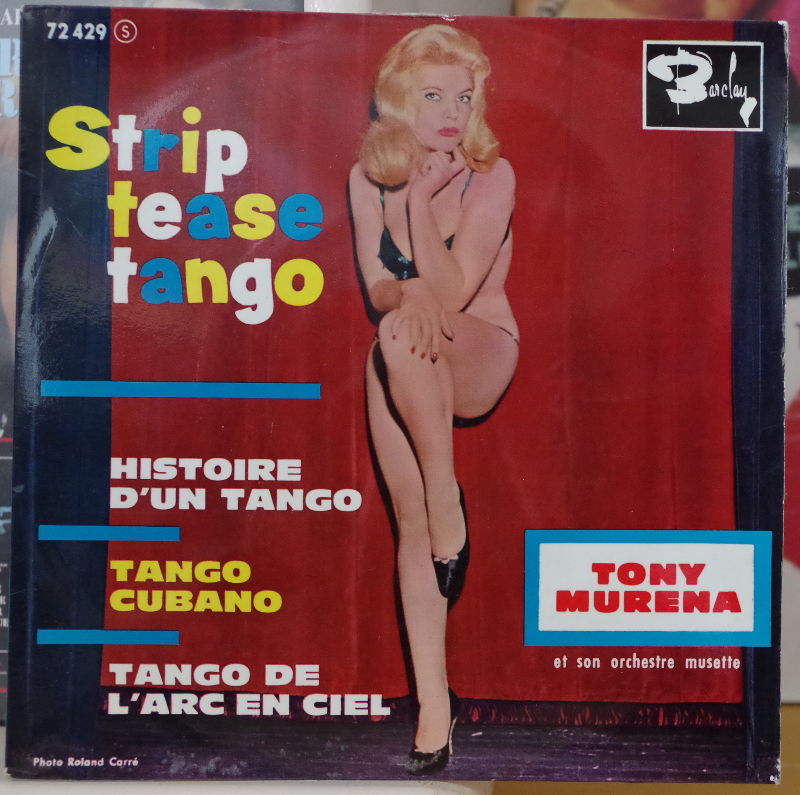 72 429 S
Barclay
Strip
tease
tango
HISTOIRE
D'UN TANGO
TANGO
CUBANO
TANGO DE
L'ARC EN CIEL
TONY
MURENA
et son orchestre musette
Photo Roland Carré